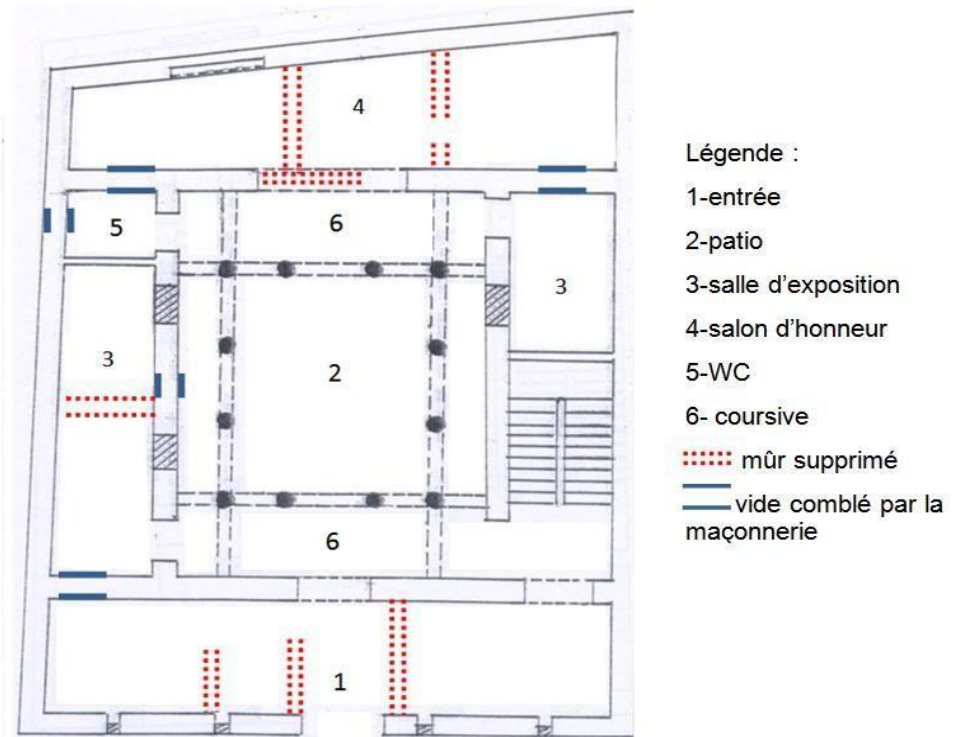 4
5
6
3
3
2
6
1
Légende :
1-entrée
2-patio
3-salle d'exposition
4-salon d'honneur
5-WC
6- coursive
mûr supprimé
vide comblé par la
maçonnerie